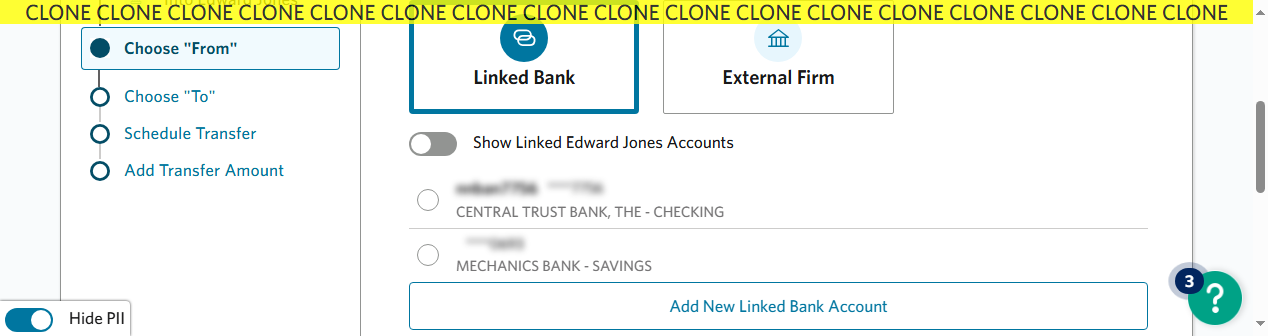 CLONE CLONE CLONE CLONE CLONE CLONE CLONE CLONE CLONE CLONE CLONE CLONE CLONE CLONE CLONE CLONE CLONE
Choose "From"
Choose "To"
Schedule Transfer
Add Transfer Amount
Linked Bank
External Firm
Show Linked Edward Jones Accounts
CENTRAL TRUST BANK, THE - CHECKING
MECHANICS BANK - SAVINGS
Add New Linked Bank Account
3
?
Hide PII